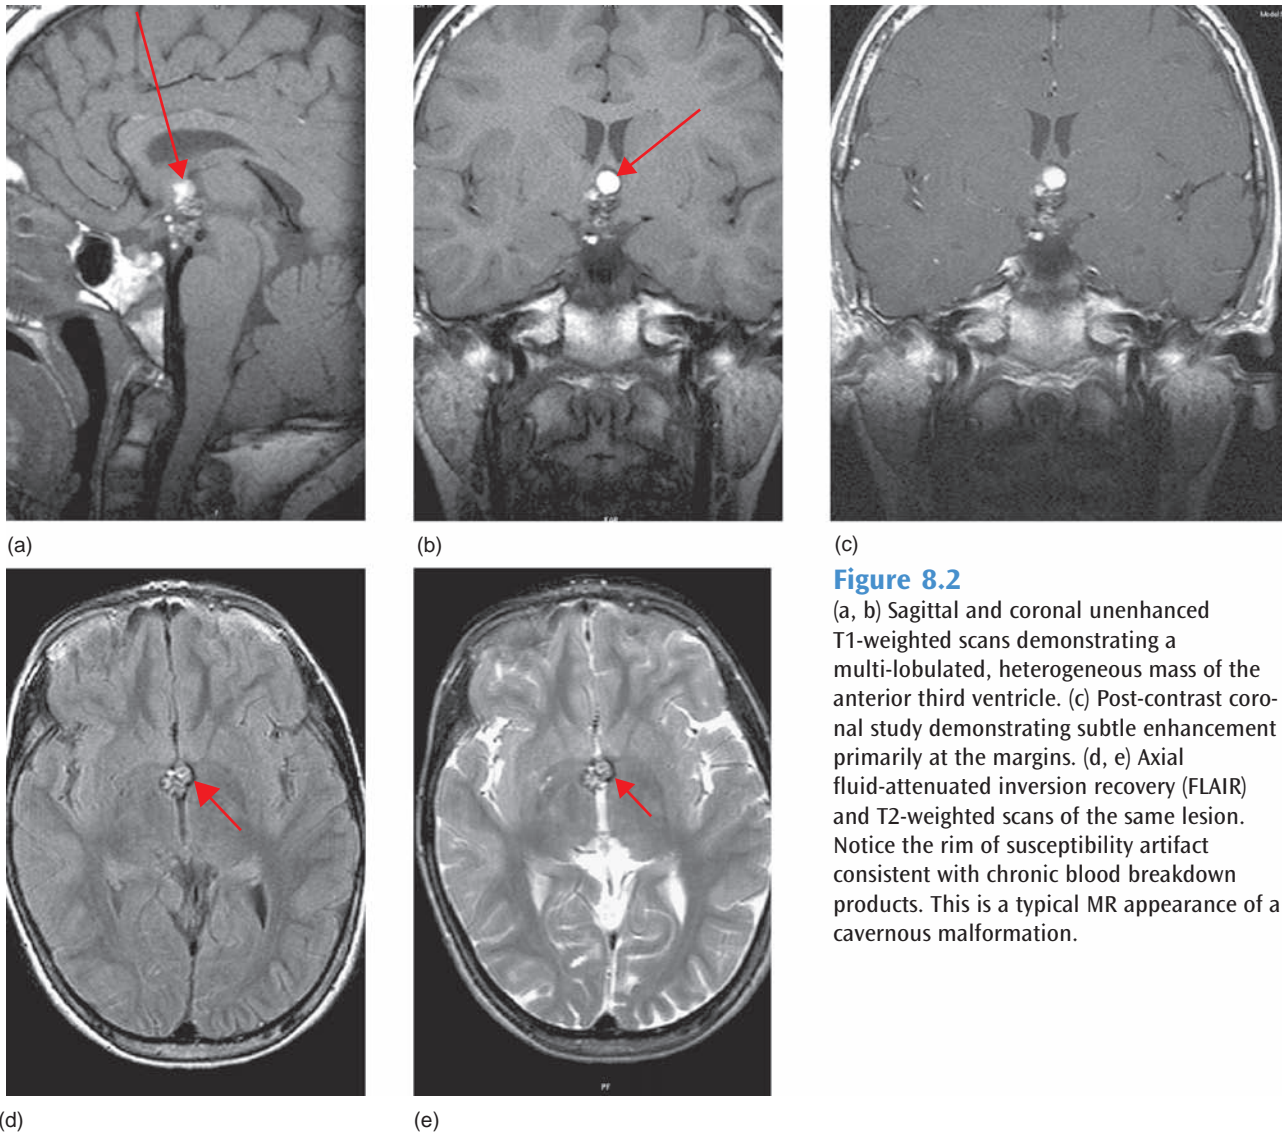 (a)
(b)
(c)
Figure 8.2
(a, b) Sagittal and coronal unenhanced
T1-weighted scans demonstrating a
multi-lobulated, heterogeneous mass of the
anterior third ventricle. (c) Post-contrast coro-
nal study demonstrating subtle enhancement
primarily at the margins. (d, e) Axial
fluid-attenuated inversion recovery (FLAIR)
and T2-weighted scans of the same lesion.
Notice the rim of susceptibility artifact
consistent with chronic blood breakdown
products. This is a typical MR appearance of a
cavernous malformation.
PF
(d)
(e)